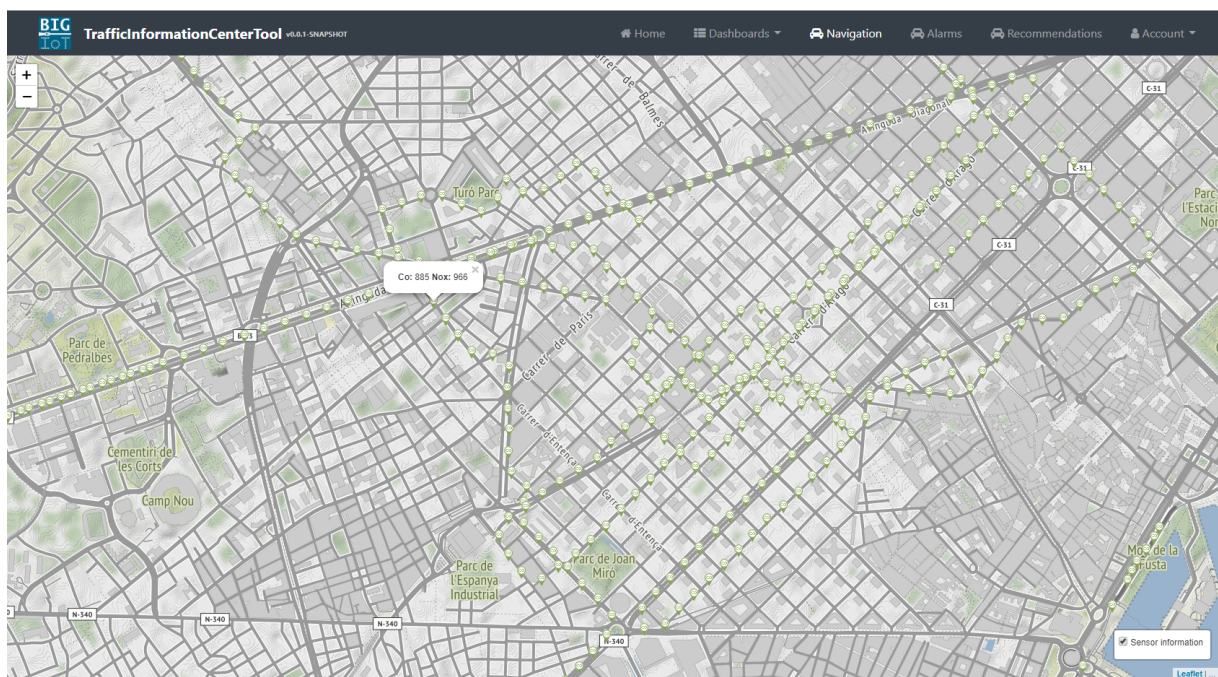 BIG
IoT
TrafficInformationCenterTool v0.0.1-SNAPSHOT
Home
Dashboards
Navigation
Alarms
Recommendations
Account
+
−
Carrer de Balmes
C-31
Avinguda Diagonal
C-31
Turó Parc
Carrer d'Aragó
Parc
l'Estaci
Nor
C-31
Co: 885 Nox: 966
×
Avinguda
C-31
Carrer d'Aragó
Parc de
Pedralbes
Carrer de París
Carrer d'Entença
Cementiri de
les Corts
Camp Nou
Carrer d'Entença
Parc de
l'Espanya
Industrial
Parc de Joan
Miró
Moll de la
Fusta
N-340
N-340
N-340
N-340
Sensor information
Leaflet | ...